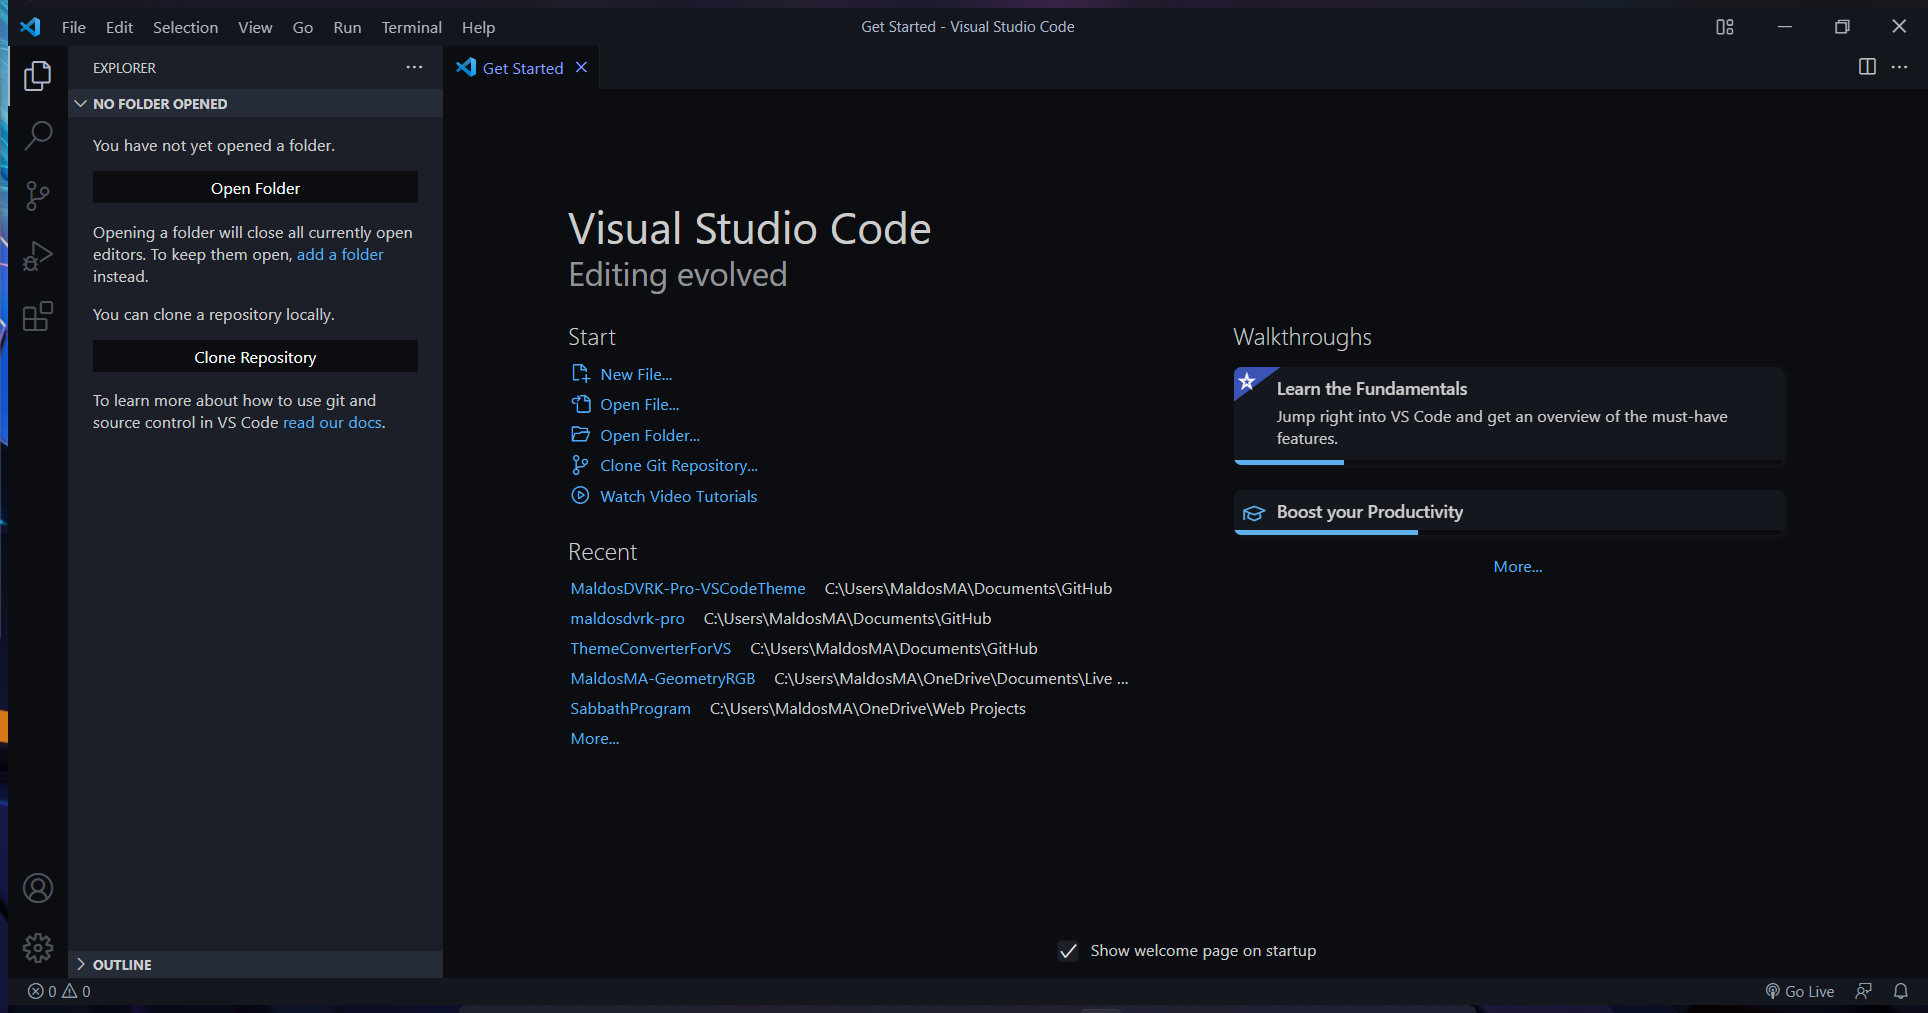 File Edit Selection View Go Run Terminal Help
Get Started - Visual Studio Code
EXPLORER
Get Started
NO FOLDER OPENED
You have not yet opened a folder.
Open Folder
Opening a folder will close all currently open
editors. To keep them open, add a folder
instead.
You can clone a repository locally.
Clone Repository
To learn more about how to use git and
source control in VS Code read our docs.
OUTLINE
Visual Studio Code
Editing evolved
Start
New File...
Open File...
Open Folder...
Clone Git Repository...
Watch Video Tutorials
Recent
MaldosDVRK-Pro-VSCodeTheme C:\Users\MaldosMA\Documents\GitHub
maldosdvrk-pro C:\Users\MaldosMA\Documents\GitHub
ThemeConverterForVS C:\Users\MaldosMA\Documents\GitHub
MaldosMA-GeometryRGB C:\Users\MaldosMA\OneDrive\Documents\Live ...
SabbathProgram C:\Users\MaldosMA\OneDrive\Web Projects
More...
Walkthroughs
Learn the Fundamentals
Jump right into VS Code and get an overview of the must-have
features.
Boost your Productivity
More...
Show welcome page on startup
0 0
Go Live